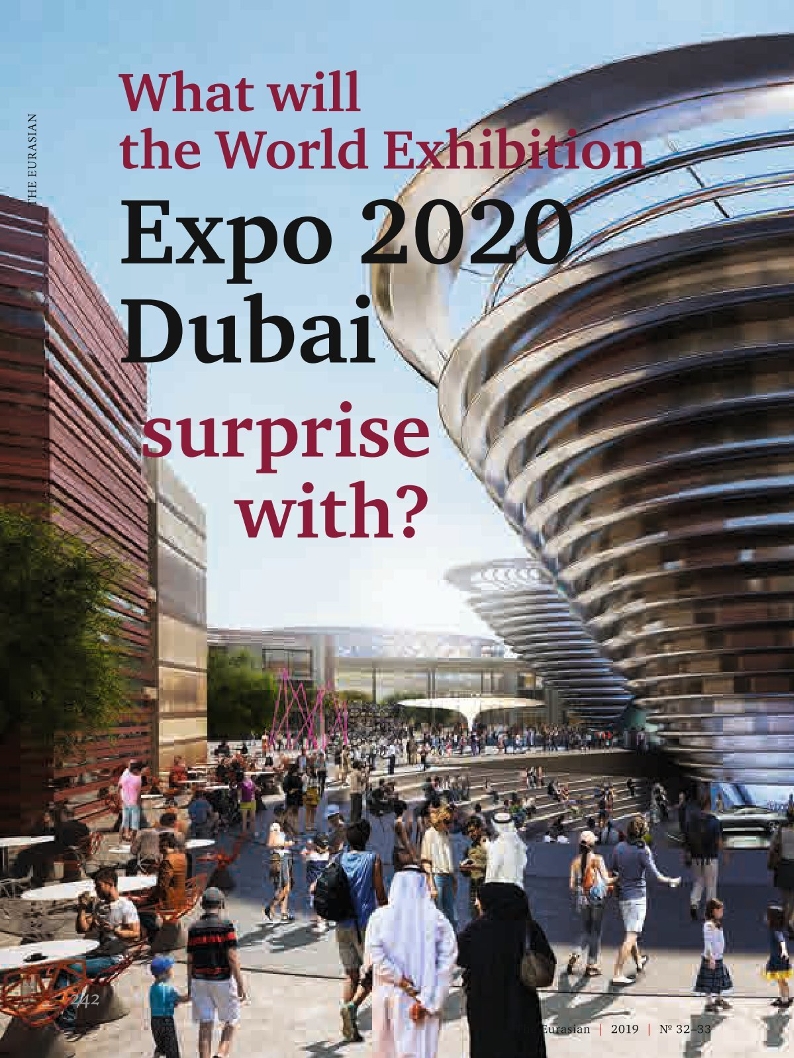 THE EURASIAN
What will
the World Exhibition
Expo 2020
Dubai
surprise
with?
242
Eurasian | 2019 | № 32–33